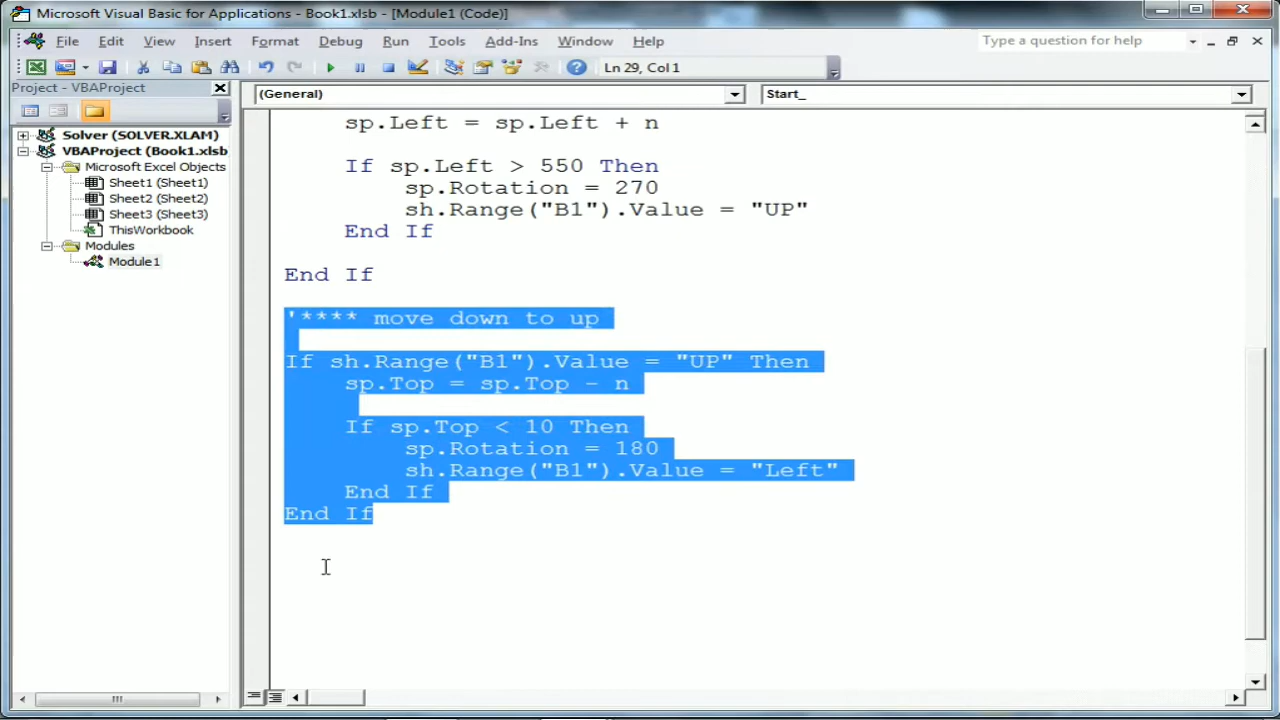 Microsoft Visual Basic for Applications - Book1.xlsb - [Module1 (Code)]
File Edit View Insert Format Debug Run Tools Add-Ins Window Help
Type a question for help
Ln 29, Col 1
Project - VBAProject
(General)
Start_
Solver (SOLVER.XLAM)
VBAProject (Book1.xlsb
Microsoft Excel Objects
Sheet1 (Sheet1)
Sheet2 (Sheet2)
Sheet3 (Sheet3)
ThisWorkbook
Modules
Module1
sp.Left = sp.Left + n
If sp.Left > 550 Then
sp.Rotation = 270
sh.Range("B1").Value = "UP"
End If
End If
'**** move down to up
If sh.Range("B1").Value = "UP" Then
sp.Top = sp.Top - n
If sp.Top < 10 Then
sp.Rotation = 180
sh.Range("B1").Value = "Left"
End If
End If